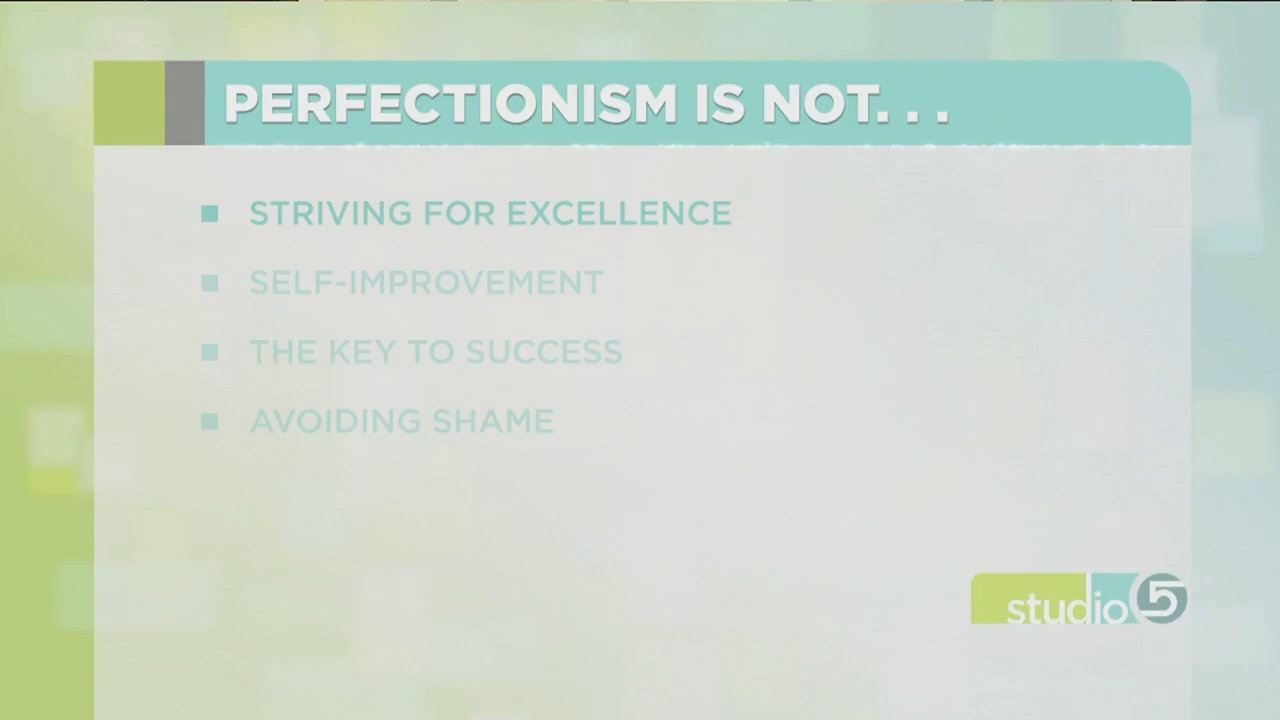 PERFECTIONISM IS NOT. . .
STRIVING FOR EXCELLENCE
SELF-IMPROVEMENT
THE KEY TO SUCCESS
AVOIDING SHAME
studio 5